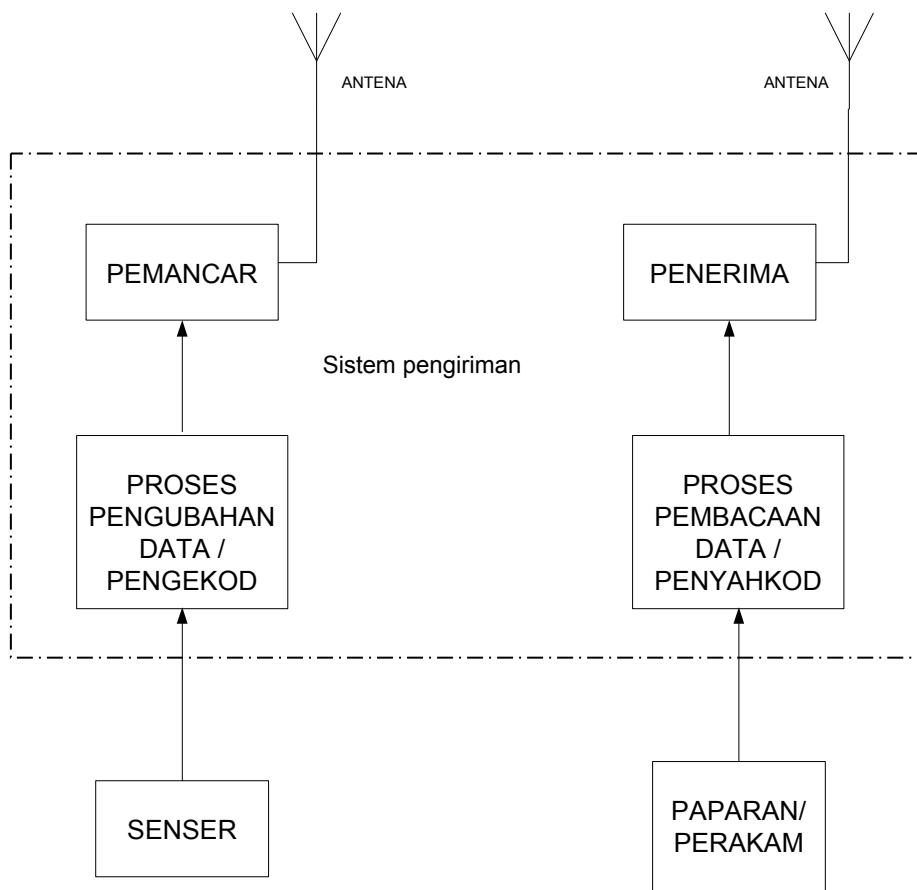 ANTENA
ANTENA
PEMANCAR
PENERIMA
Sistem pengiriman
PROSES
PENGUBAHAN
DATA /
PENGEKOD
PROSES
PEMBACAAN
DATA /
PENYAHKOD
SENSER
PAPARAN/
PERAKAM